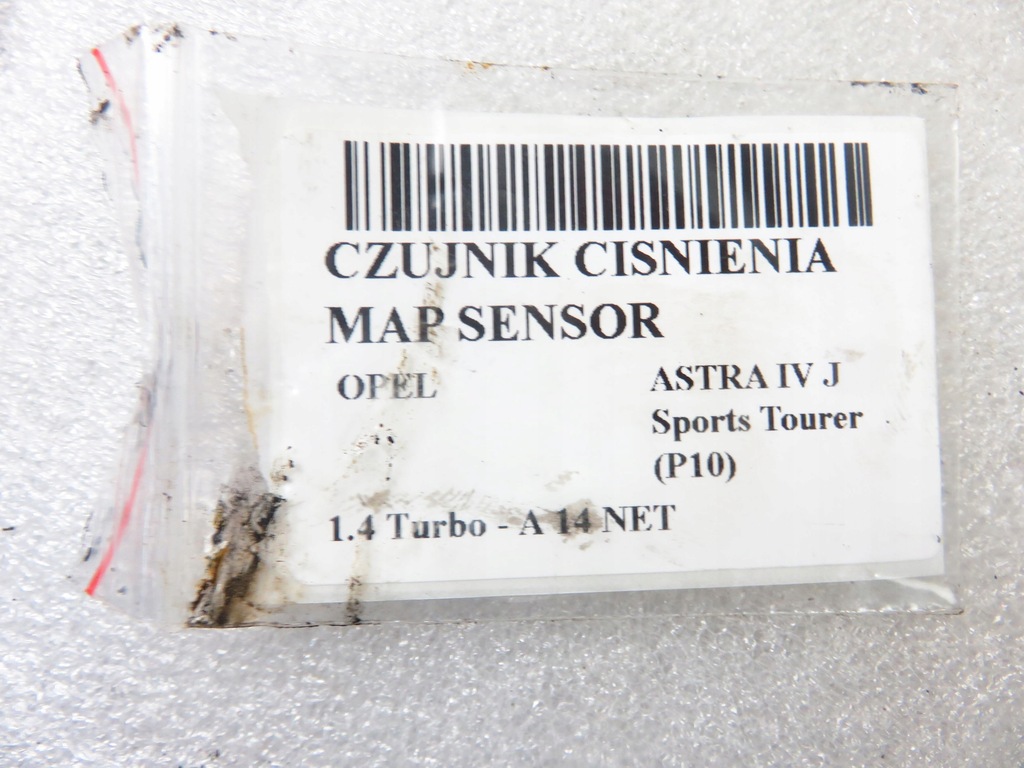 CZUJNIK CISNIENIA
MAP SENSOR
OPEL ASTRA IV J
Sports Tourer
(P10)
1.4 Turbo - A 14 NET